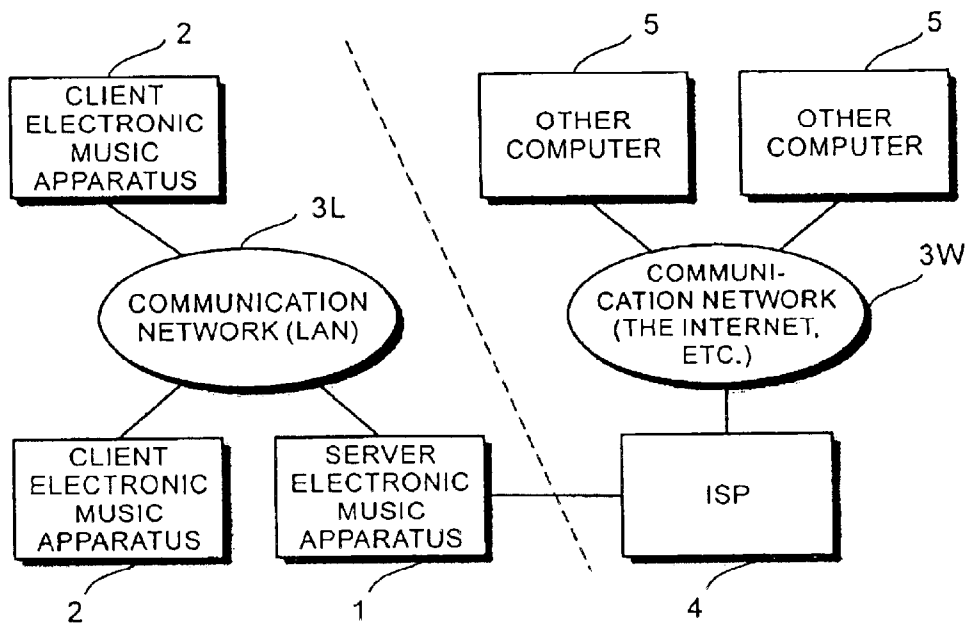 2
CLIENT
ELECTRONIC
MUSIC
APPARATUS
5
OTHER
COMPUTER
5
OTHER
COMPUTER
3L
COMMUNICATION
NETWORK (LAN)
3W
COMMUNI-
CATION NETWORK
(THE INTERNET,
ETC.)
CLIENT
ELECTRONIC
MUSIC
APPARATUS
2
SERVER
ELECTRONIC
MUSIC
APPARATUS
1
ISP
4